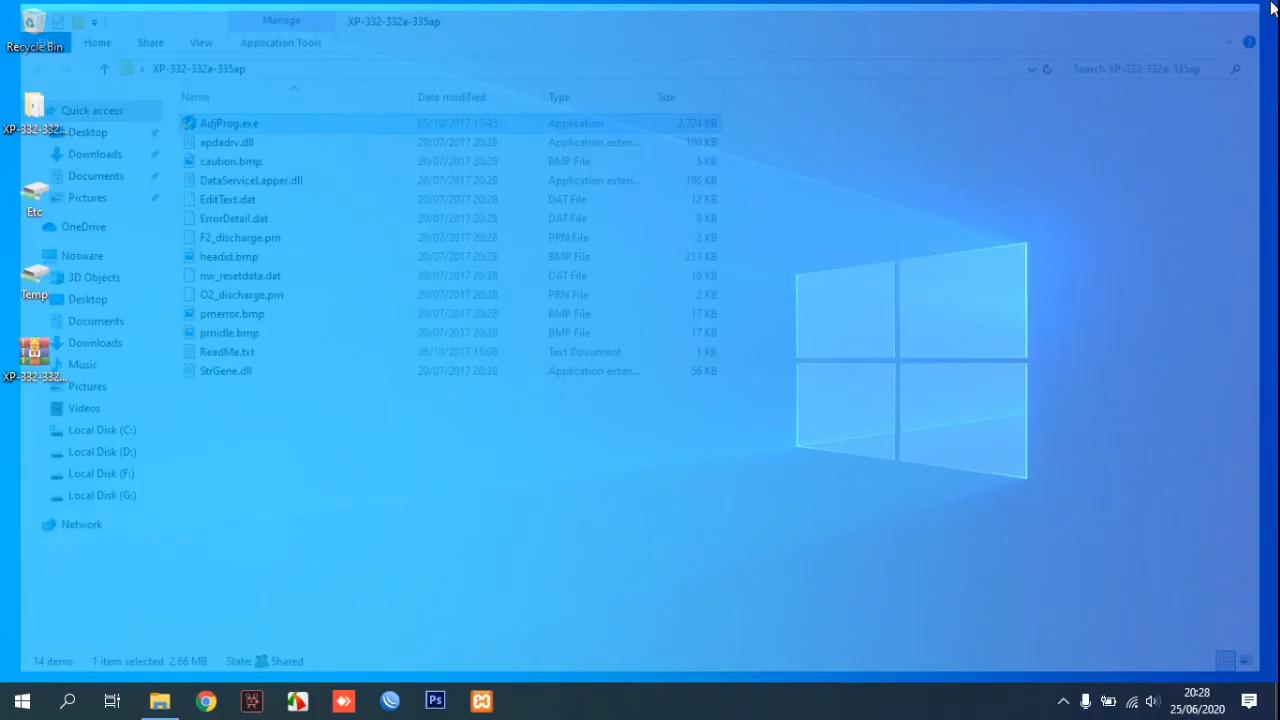 Manage
XP-332-332a-335ap
Recycle Bin
Home
Share
View
Application Tools
XP-332-332a-335ap
Search XP-332-332a-335ap
Name
Date modified
Type
Size
Quick access
XP-332-332...
AdjProg.exe
05/10/2017 15:45
Application
2.724 KB
Desktop
apdadrv.dll
20/07/2017 20:28
Application exten...
100 KB
Downloads
caution.bmp
20/07/2017 20:28
BMP File
5 KB
Documents
DataServiceLapper.dll
20/07/2017 20:28
Application exten...
196 KB
Pictures
EditText.dat
20/07/2017 20:28
DAT File
12 KB
Etc
ErrorDetail.dat
20/07/2017 20:28
DAT File
8 KB
OneDrive
F2_discharge.prn
20/07/2017 20:28
PRN File
2 KB
Nosware
headid.bmp
20/07/2017 20:28
BMP File
213 KB
3D Objects
nw_resetdata.dat
20/07/2017 20:28
DAT File
16 KB
Temp
Desktop
O2_discharge.prn
20/07/2017 20:28
PRN File
2 KB
Documents
prnerror.bmp
20/07/2017 20:28
BMP File
17 KB
Downloads
prnidle.bmp
20/07/2017 20:28
BMP File
17 KB
Music
ReadMe.txt
06/10/2017 15:08
Text Document
1 KB
XP-332-332...
StrGene.dll
20/07/2017 20:28
Application exten...
56 KB
Pictures
Videos
Local Disk (C:)
Local Disk (D:)
Local Disk (F:)
Local Disk (G:)
Network
14 items
1 item selected 2,66 MB
State: Shared
Ps
20:28
25/06/2020